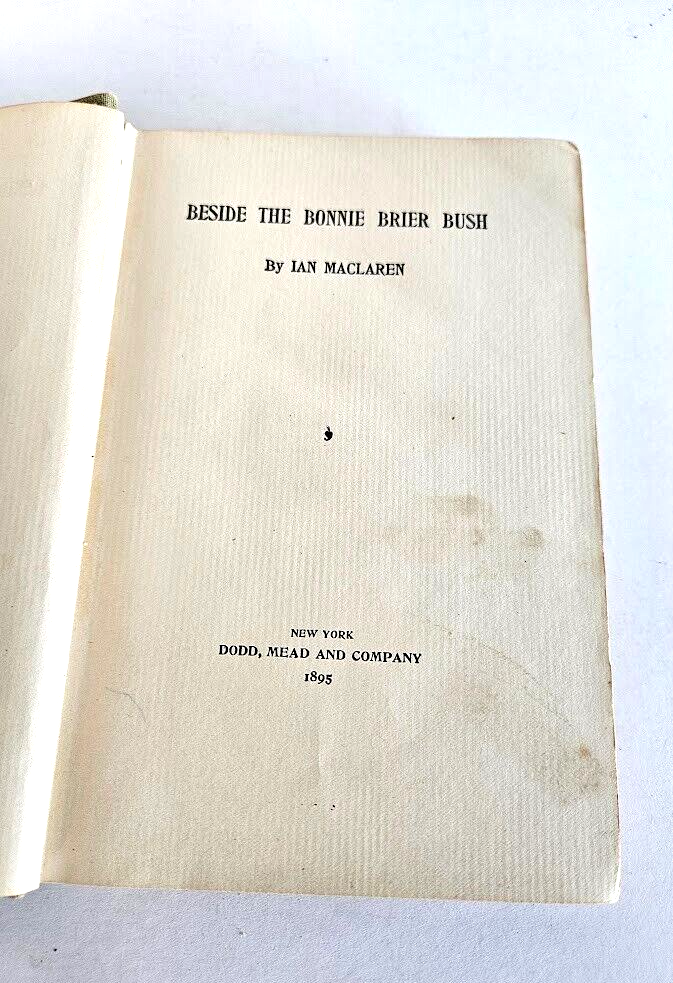 BESIDE THE BONNIE BRIER BUSH
By IAN MACLAREN
NEW YORK
DODD, MEAD AND COMPANY
1895